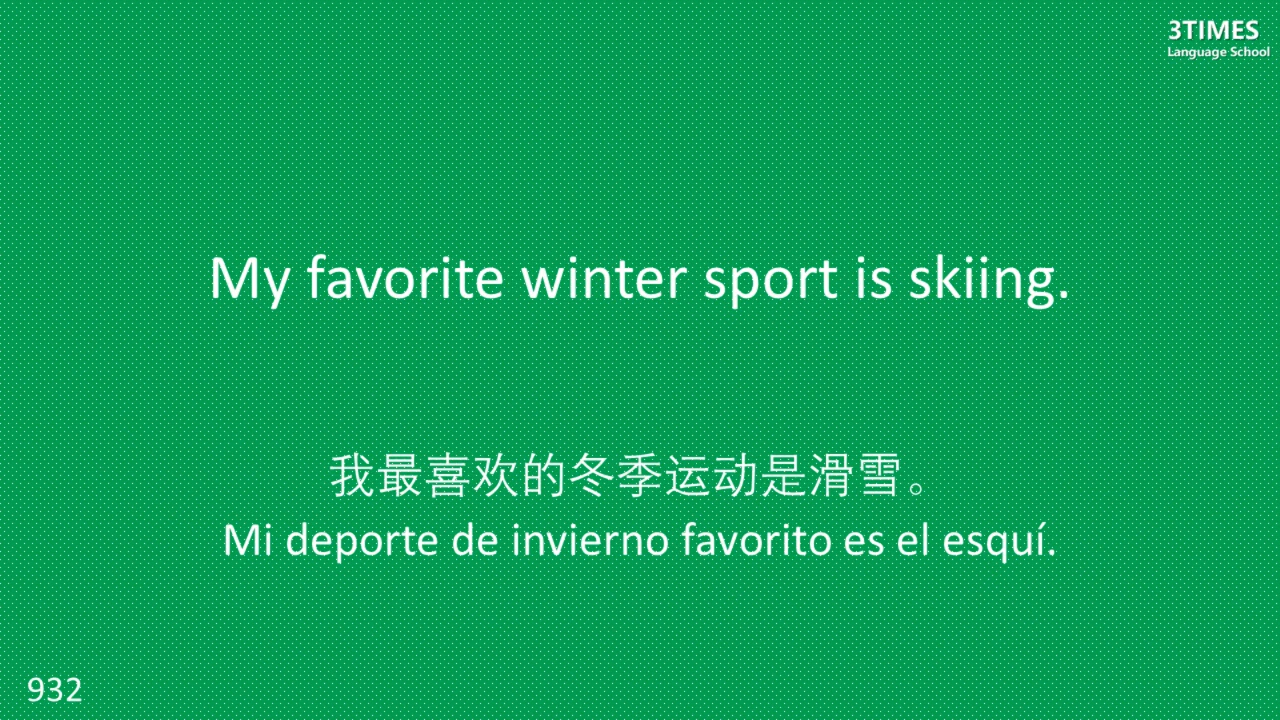 3TIMES
Language School
My favorite winter sport is skiing.
我最喜欢的冬季运动是滑雪。
Mi deporte de invierno favorito es el esquí.
932